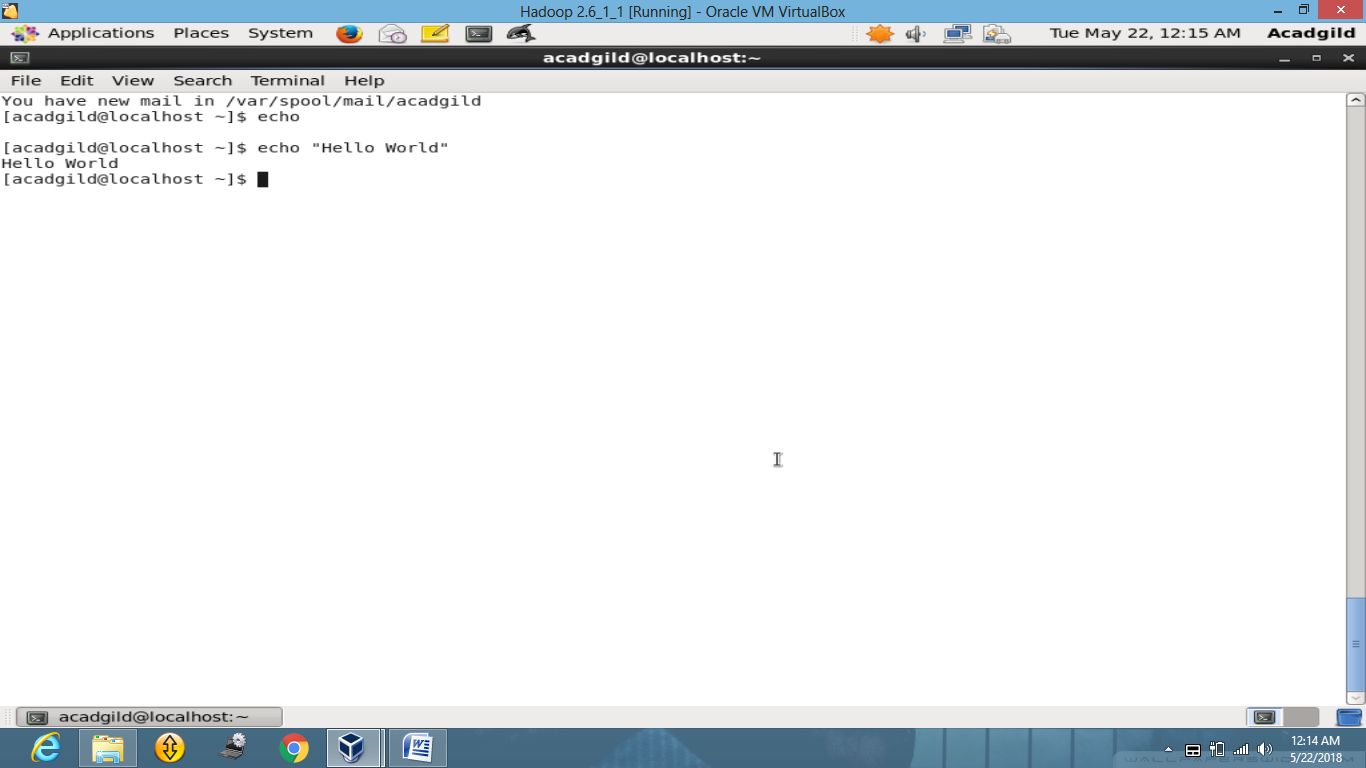 Hadoop 2.6_1_1 [Running] - Oracle VM VirtualBox
Applications Places System Tue May 22, 12:15 AM Acadgild
acadgild@localhost:~
File Edit View Search Terminal Help
You have new mail in /var/spool/mail/acadgild
[acadgild@localhost ~]$ echo
[acadgild@localhost ~]$ echo "Hello World"
Hello World
[acadgild@localhost ~]$
acadgild@localhost:~
12:14 AM
5/22/2018